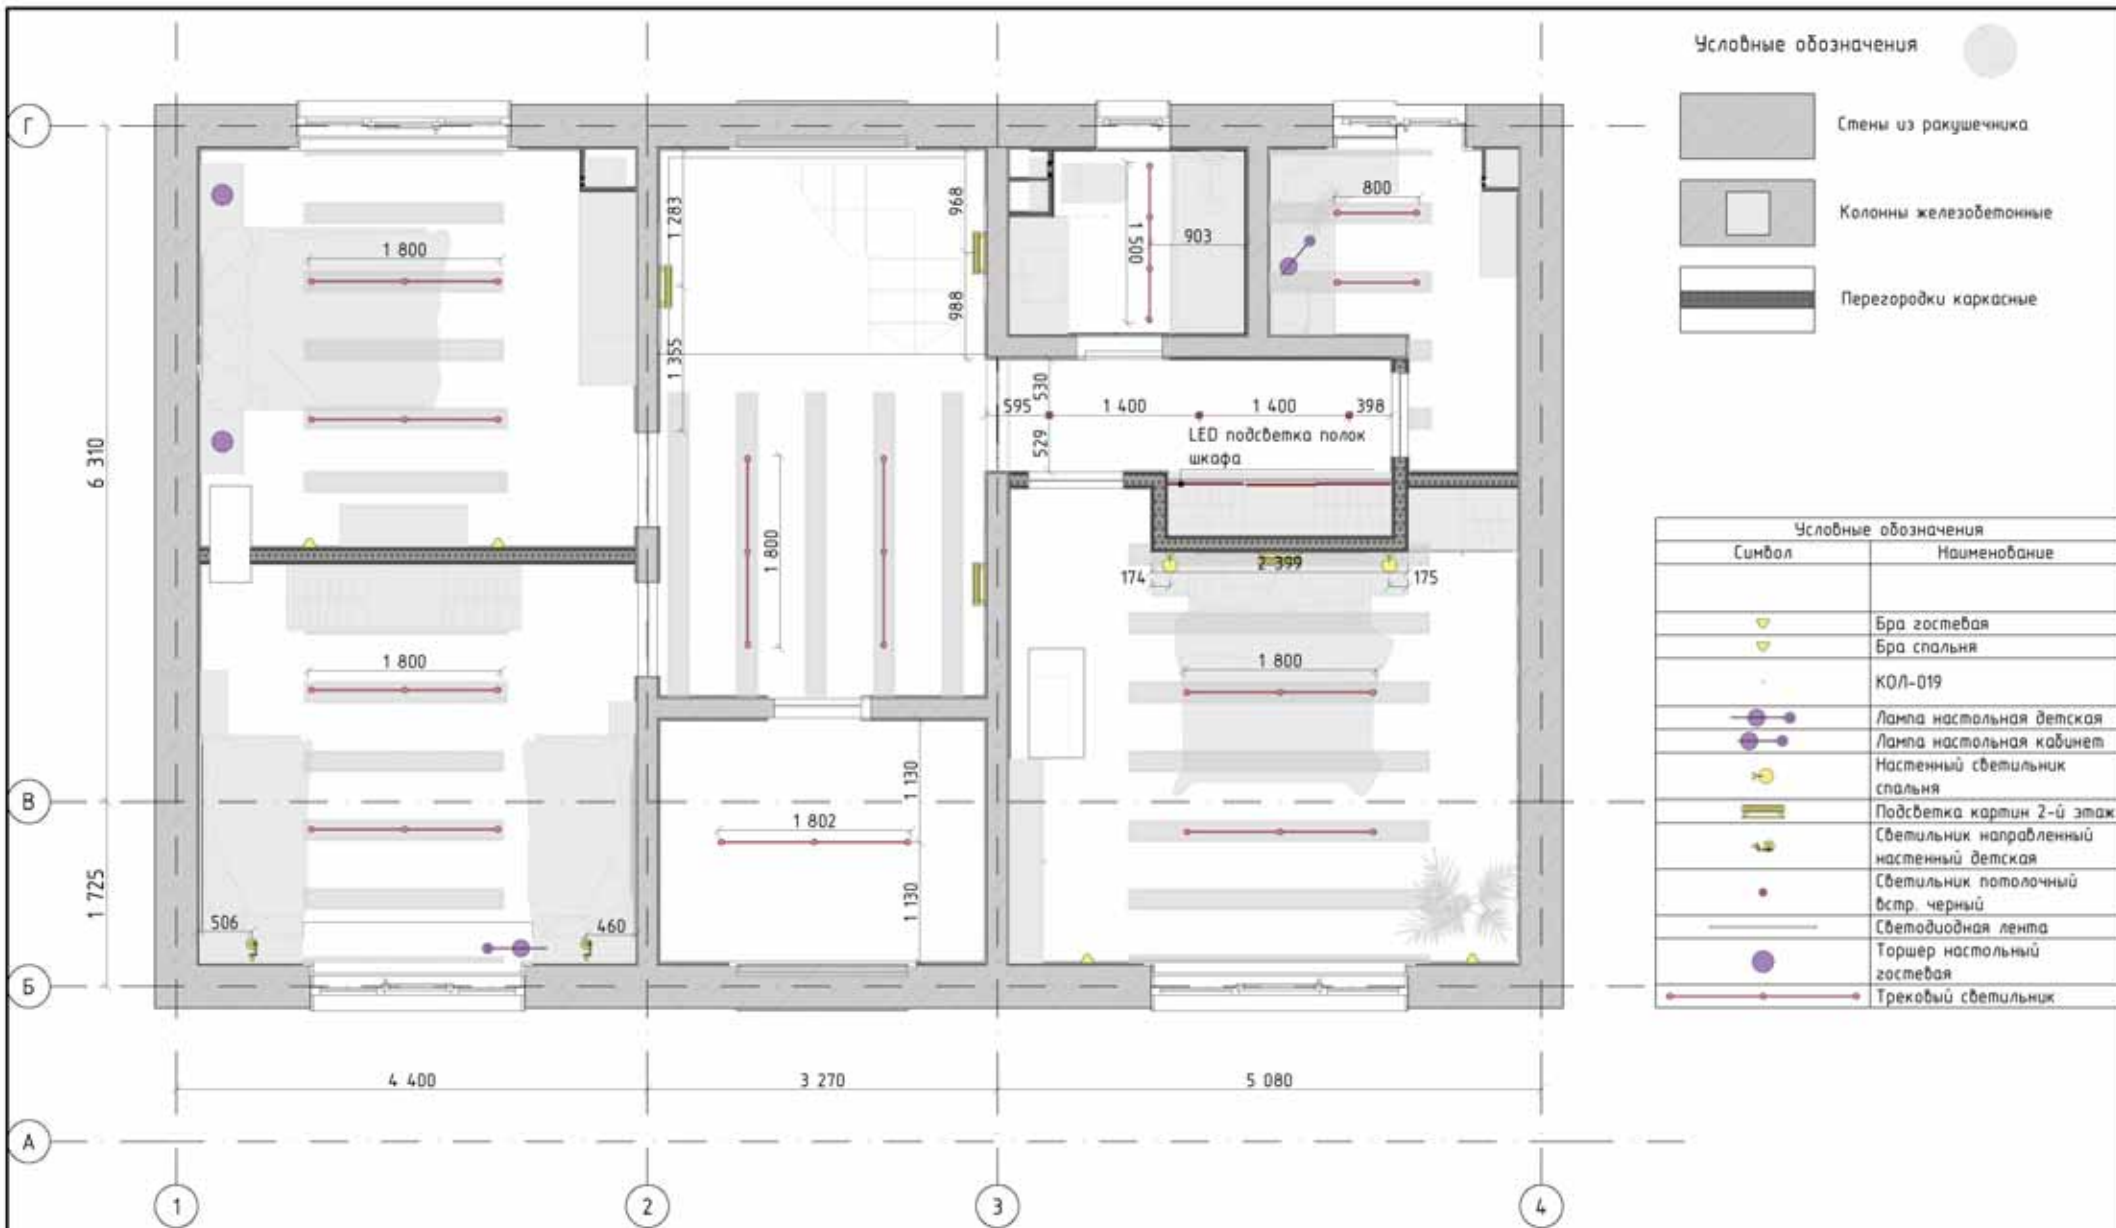 Условные обозначения
Стены из ракушечника
Колонны железобетонные
Перегородки каркасные
Г
В
Б
А
1
2
3
4
6 310
1 725
4 400
3 270
5 080
1 800
1 283
1 355
968
988
1 500
903
800
595
530
529
1 400
1 400
398
LED подсветка полок
шкафа
1 800
174
2 399
175
1 800
1 800
1 802
1 130
1 130
506
460
Условные обозначения
Символ Наименование
Бра гостевая
Бра спальня
КОЛ-019
Лампа настольная детская
Лампа настольная кабинет
Настенный светильник
спальня
Подсветка картин 2-й этаж
Светильник направленный
настенный детская
Светильник потолочный
встр. черный
Светодиодная лента
Торшер настольный
гостевая
Трековый светильник